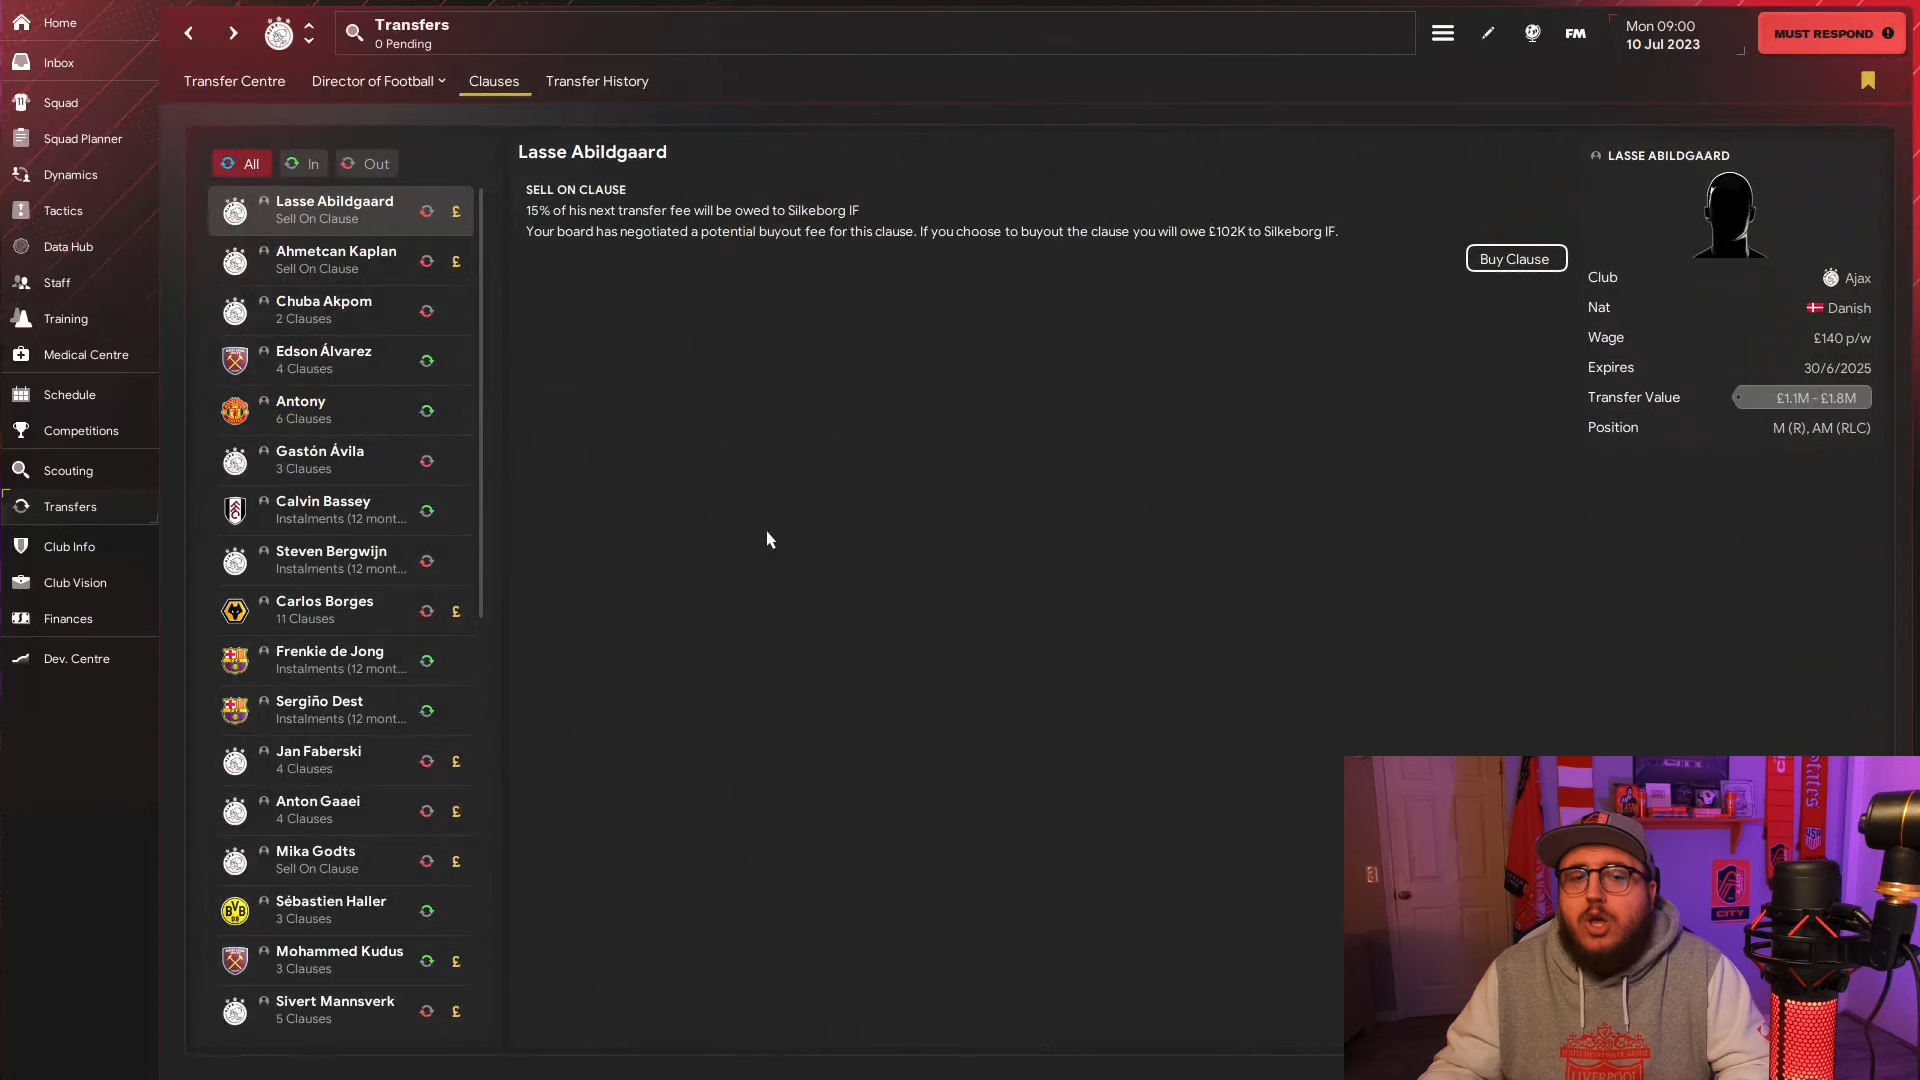 Home
Inbox
Squad
Squad Planner
Dynamics
Tactics
Data Hub
Staff
Training
Medical Centre
Schedule
Competitions
Scouting
Transfers
Club Info
Club Vision
Finances
Dev. Centre
Transfers
0 Pending
FM
Mon 09:00
10 Jul 2023
MUST RESPOND
Transfer Centre
Director of Football
Clauses
Transfer History
All
In
Out
Lasse Abildgaard
Sell On Clause
£
Ahmetcan Kaplan
Sell On Clause
£
Chuba Akpom
2 Clauses
Edson Álvarez
4 Clauses
Antony
6 Clauses
Gastón Ávila
3 Clauses
Calvin Bassey
Instalments (12 mont...
Steven Bergwijn
Instalments (12 mont...
Carlos Borges
11 Clauses
£
Frenkie de Jong
Instalments (12 mont...
Sergiño Dest
Instalments (12 mont...
Jan Faberski
4 Clauses
£
Anton Gaaei
4 Clauses
£
Mika Godts
Sell On Clause
£
Sébastien Haller
3 Clauses
Mohammed Kudus
3 Clauses
£
Sivert Mannsverk
5 Clauses
£
Lasse Abildgaard
SELL ON CLAUSE
15% of his next transfer fee will be owed to Silkeborg IF
Your board has negotiated a potential buyout fee for this clause. If you choose to buyout the clause you will owe £102K to Silkeborg IF.
Buy Clause
LASSE ABILDGAARD
Club Ajax
Nat Danish
Wage £140 p/w
Expires 30/6/2025
Transfer Value £1.1M - £1.8M
Position M (R), AM (RLC)
CITY
CITY
USA
LIVERPOOL